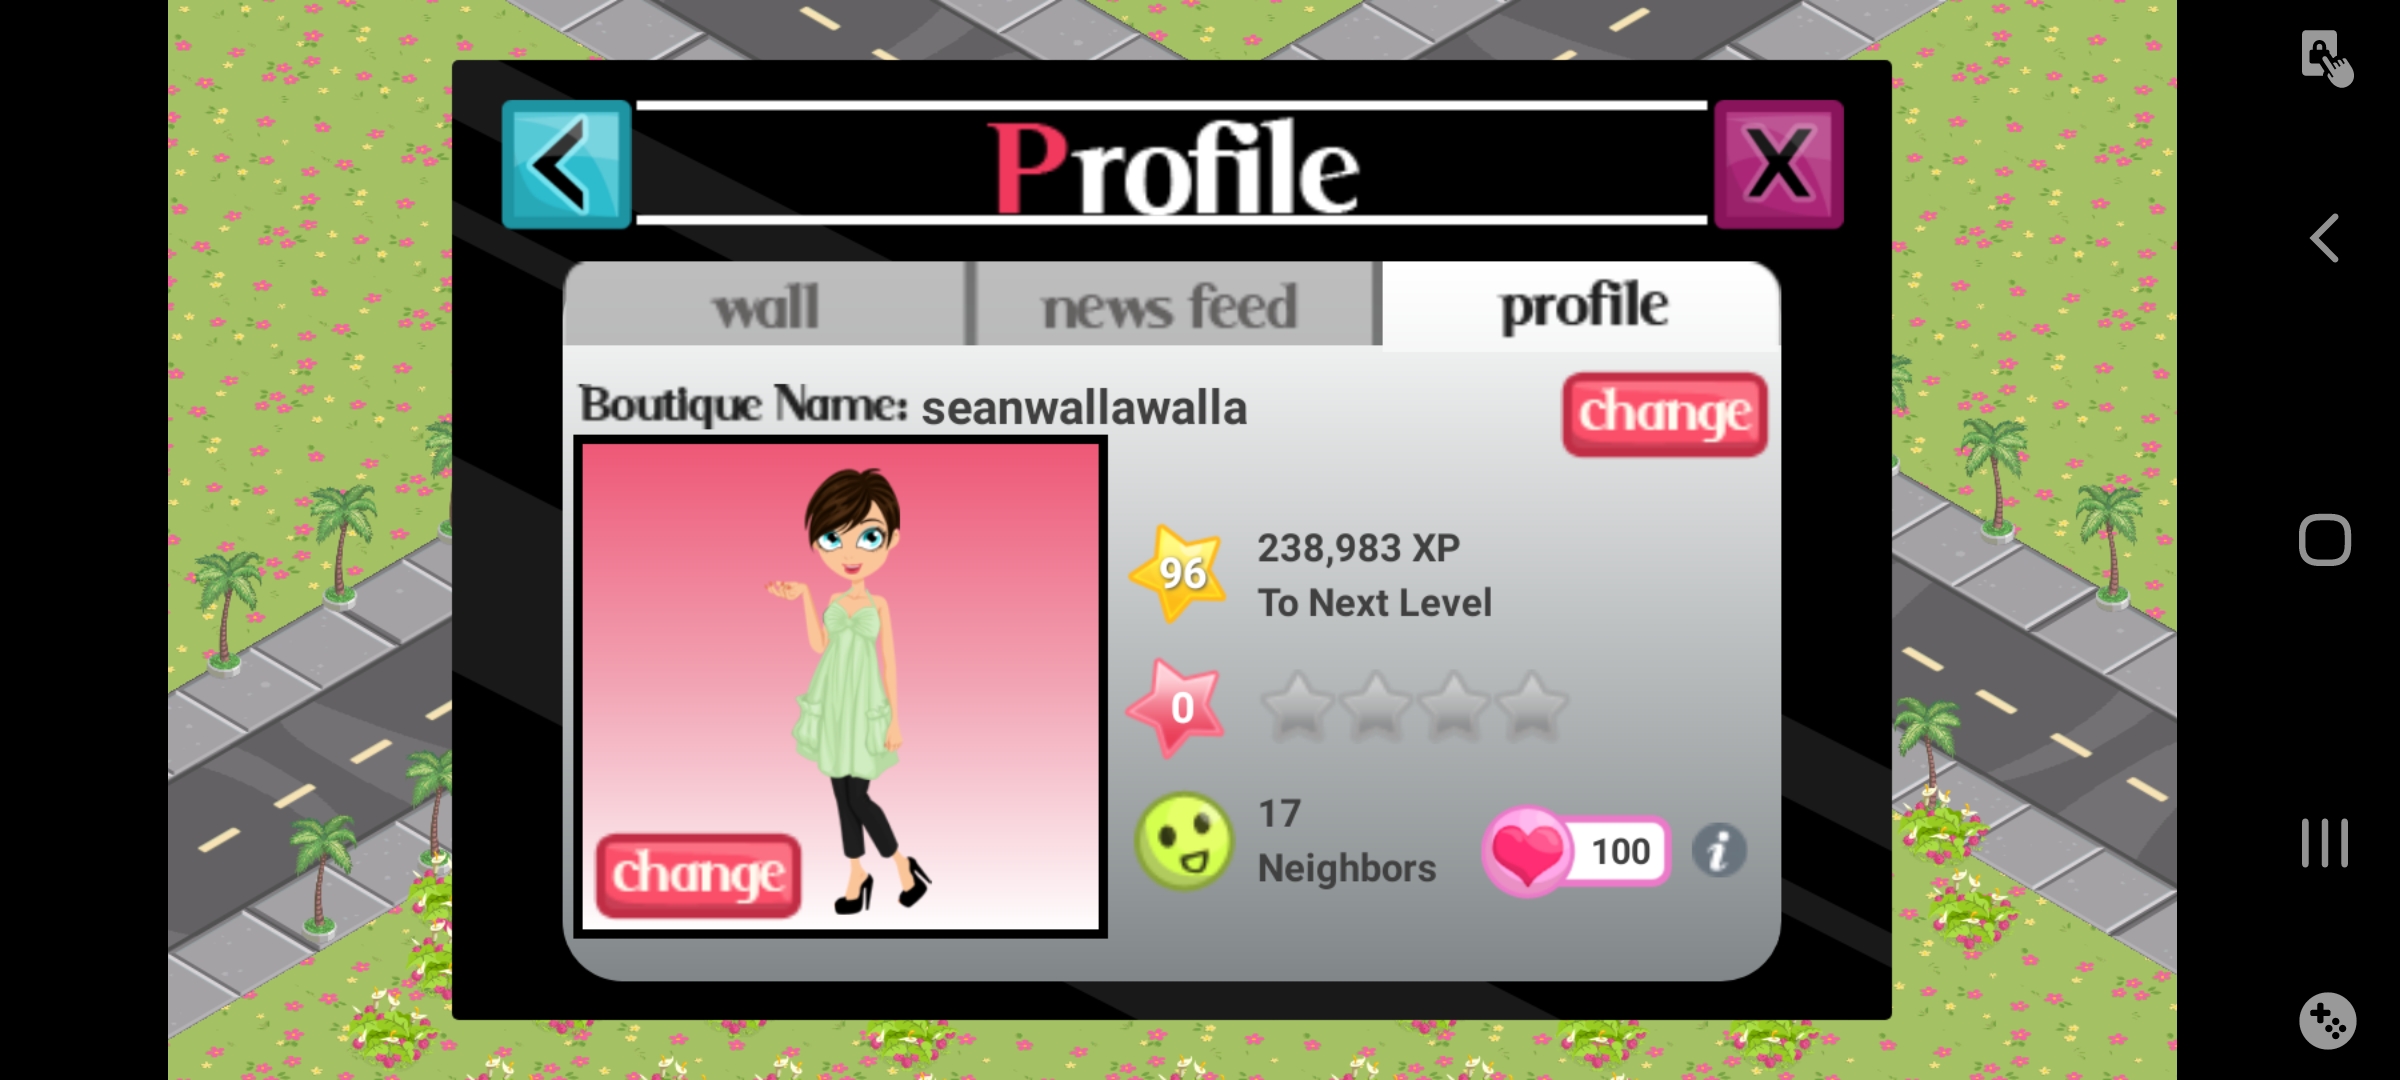 Profile
X
wall
news feed
profile
Boutique Name: seanwallawalla
change
96
238,983 XP
To Next Level
0
17
Neighbors
100
i
change